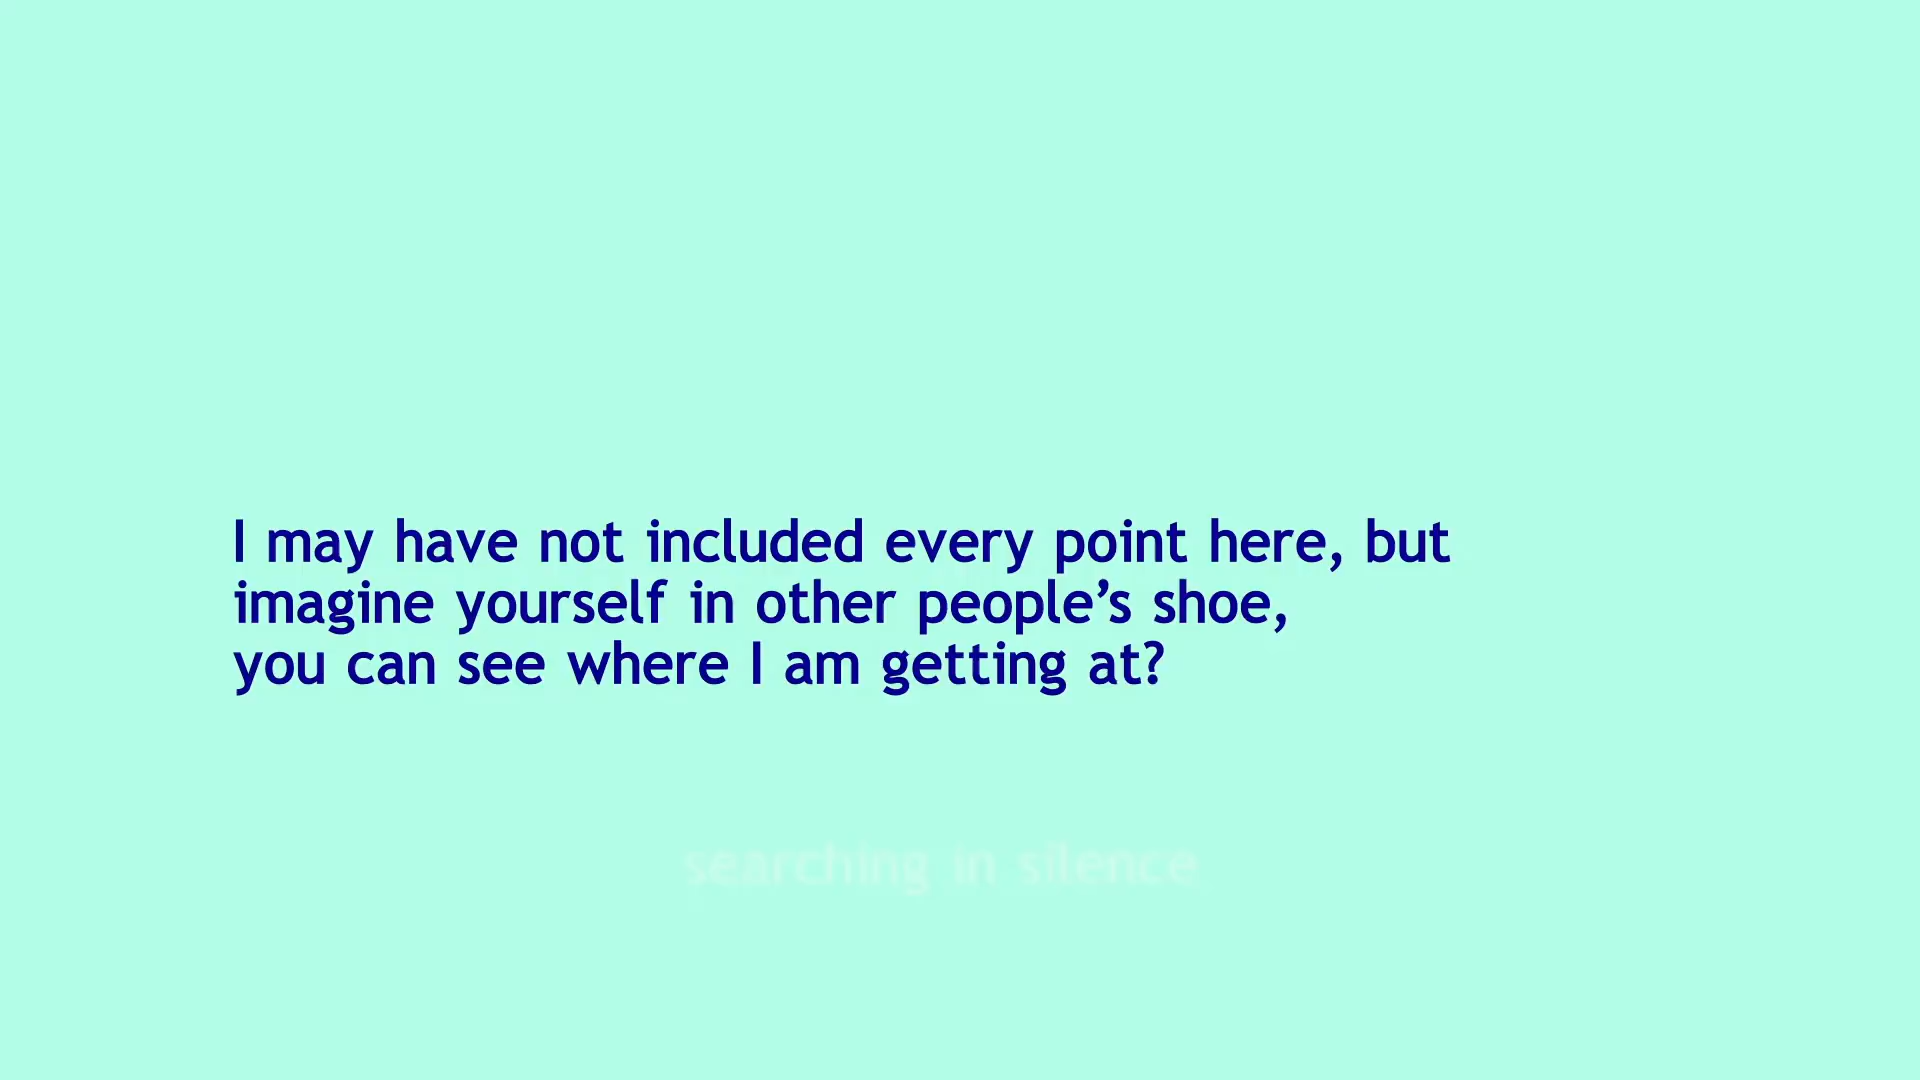 I may have not included every point here, but
imagine yourself in other people’s shoe,
you can see where I am getting at?
searching in silence